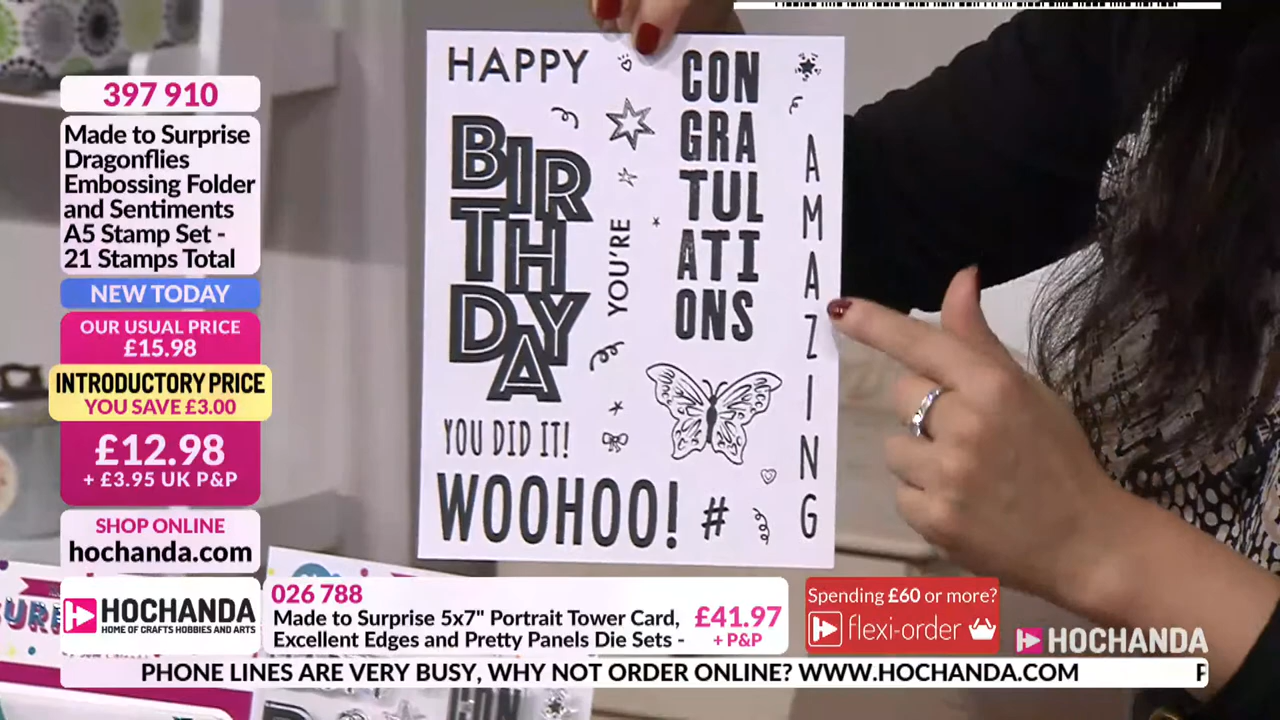 397 910
Made to Surprise
Dragonflies
Embossing Folder
and Sentiments
A5 Stamp Set -
21 Stamps Total
NEW TODAY
OUR USUAL PRICE
£15.98
INTRODUCTORY PRICE
YOU SAVE £3.00
£12.98
+ £3.95 UK P&P
SHOP ONLINE
hochanda.com
HAPPY
BIR
TH
DAY
YOU'RE
CON
GRA
TUL
ATI
ONS
AMAZING
YOU DID IT!
WOOHOO! #
HOCHANDA
HOME OF CRAFTS HOBBIES AND ARTS
026 788
Made to Surprise 5x7" Portrait Tower Card,
Excellent Edges and Pretty Panels Die Sets -
£41.97
+ P&P
Spending £60 or more?
flexi-order
HOCHANDA
PHONE LINES ARE VERY BUSY, WHY NOT ORDER ONLINE? WWW.HOCHANDA.COM